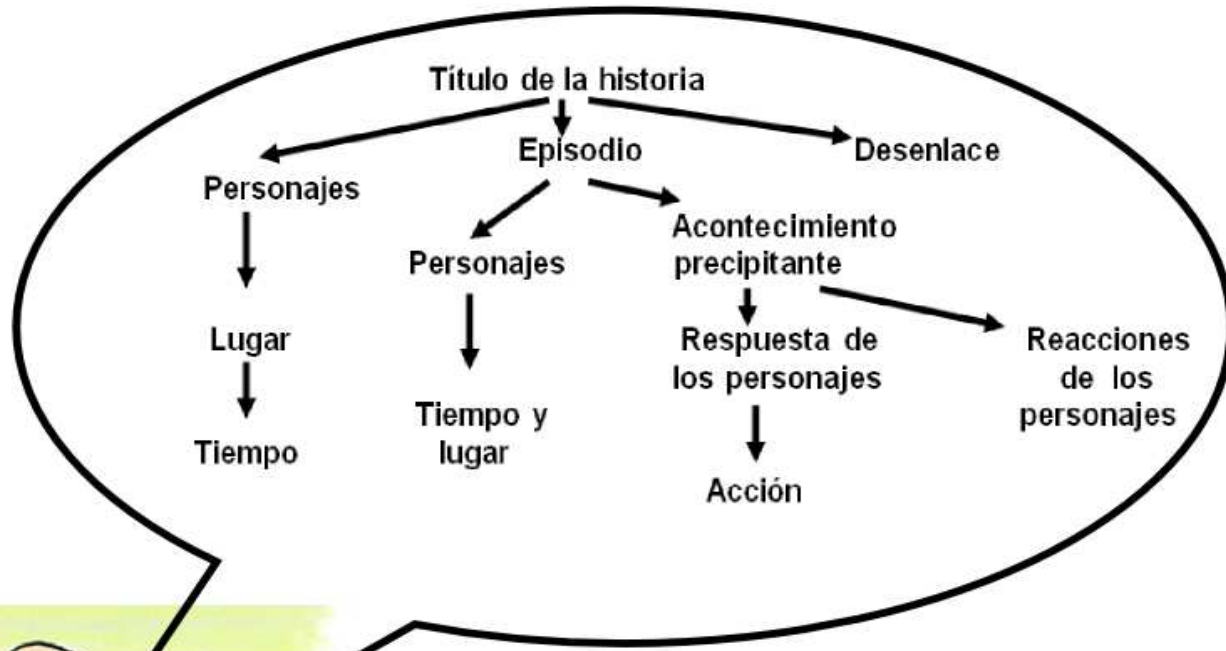 Título de la historia
Episodio
Desenlace
Personajes
Acontecimiento
precipitante
Personajes
Lugar
Respuesta de
los personajes
Reacciones
de los
personajes
Tiempo y
lugar
Tiempo
Acción